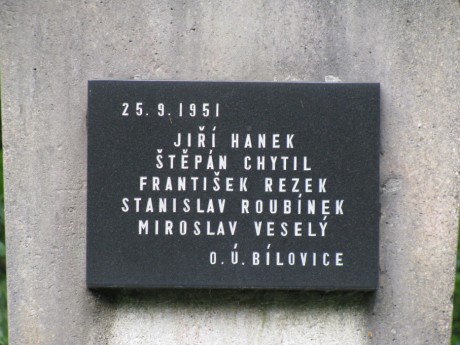 25.9.1951
JIŘÍ HANEK
ŠTĚPÁN CHYTIL
FRANTIŠEK REZEK
STANISLAV ROUBÍNEK
MIROSLAV VESELÝ
O.Ú.BÍLOVICE